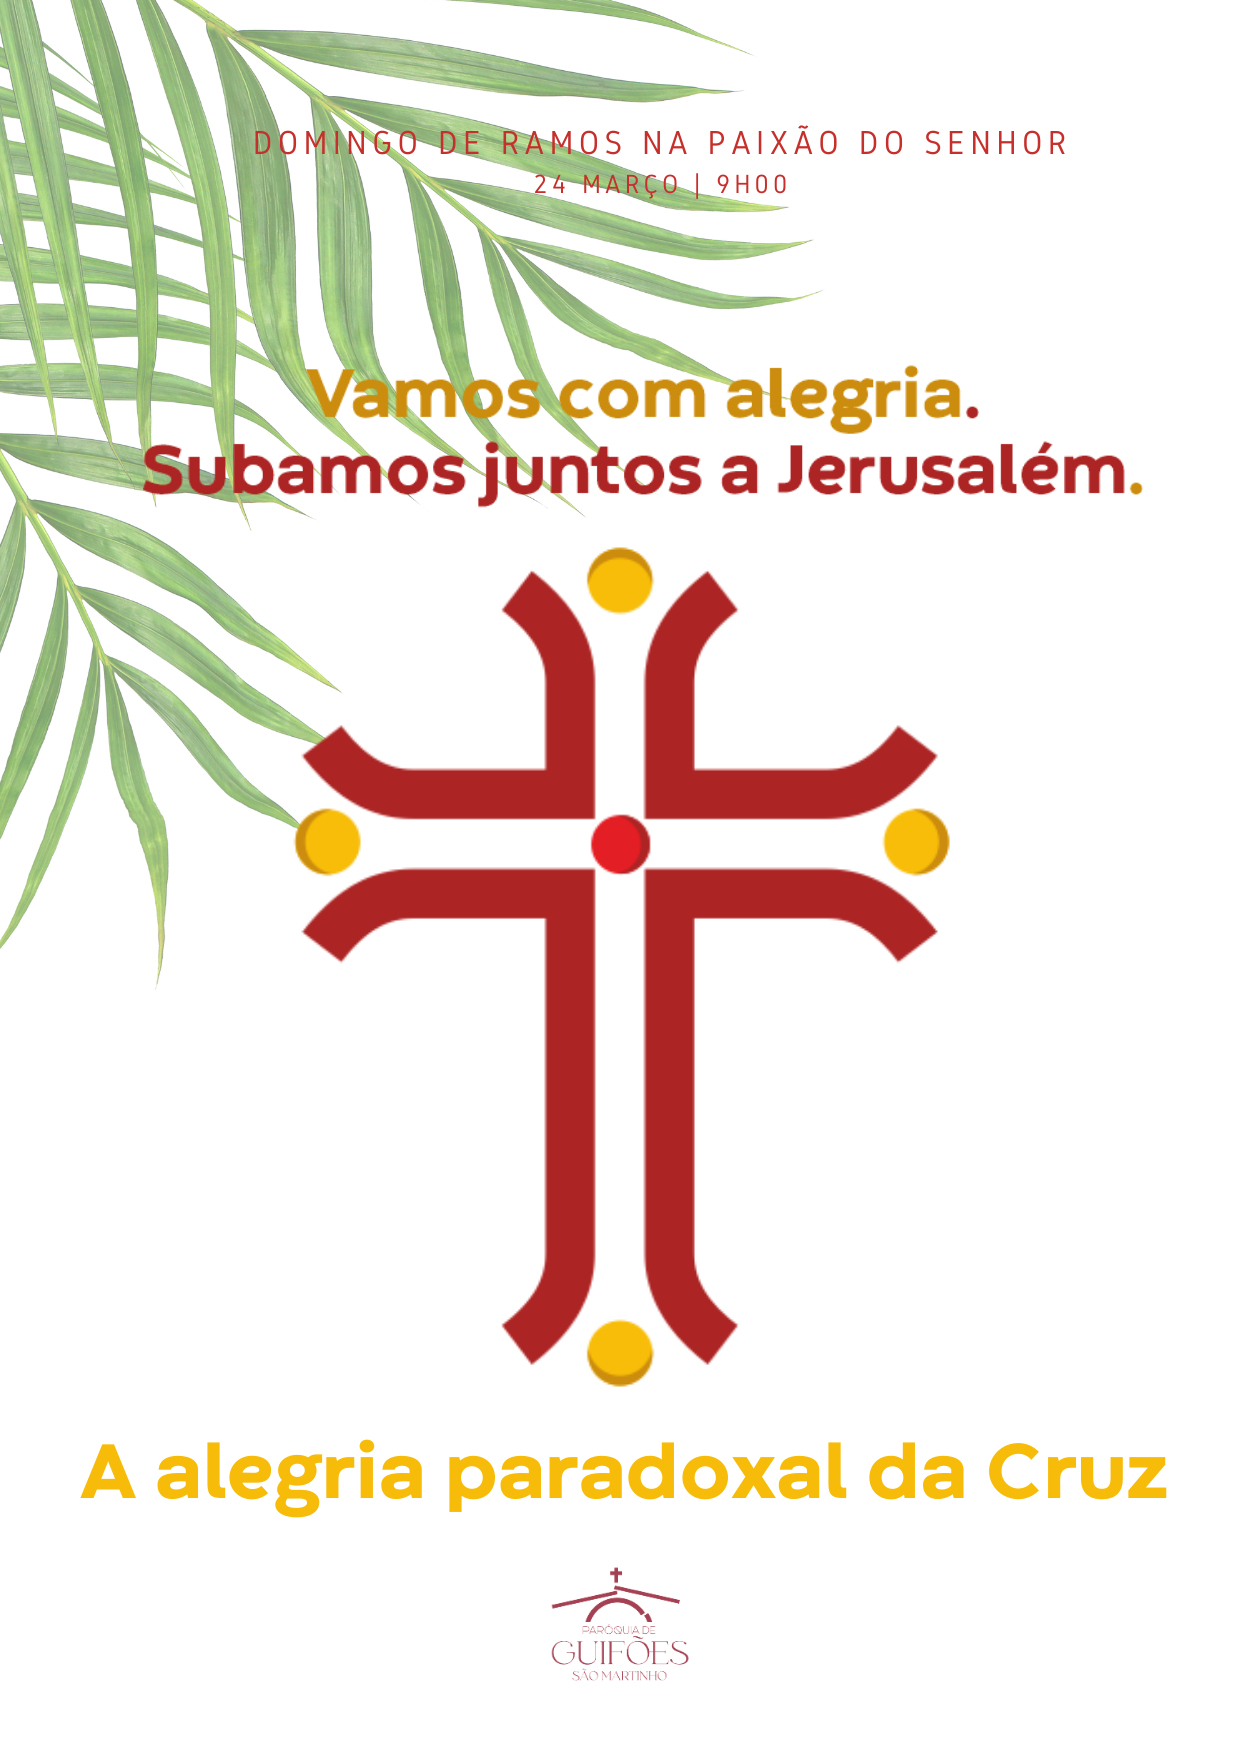 DOMINGO DE RAMOS NA PAIXÃO DO SENHOR
24 MARÇO | 9H00
Vamos com alegria.
Subamos juntos a Jerusalém.
A alegria paradoxal da Cruz
PARÓQUIA DE
GUIFÕES
SÃO MARTINHO